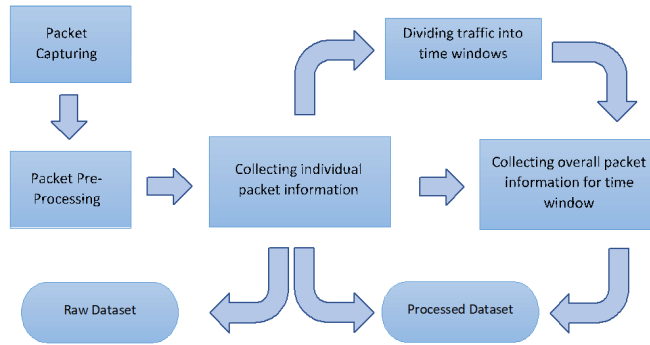 Packet
Capturing
Dividing traffic into
time windows
Packet Pre-
Processing
Collecting individual
packet information
Collecting overall packet
information for time
window
Raw Dataset
Processed Dataset